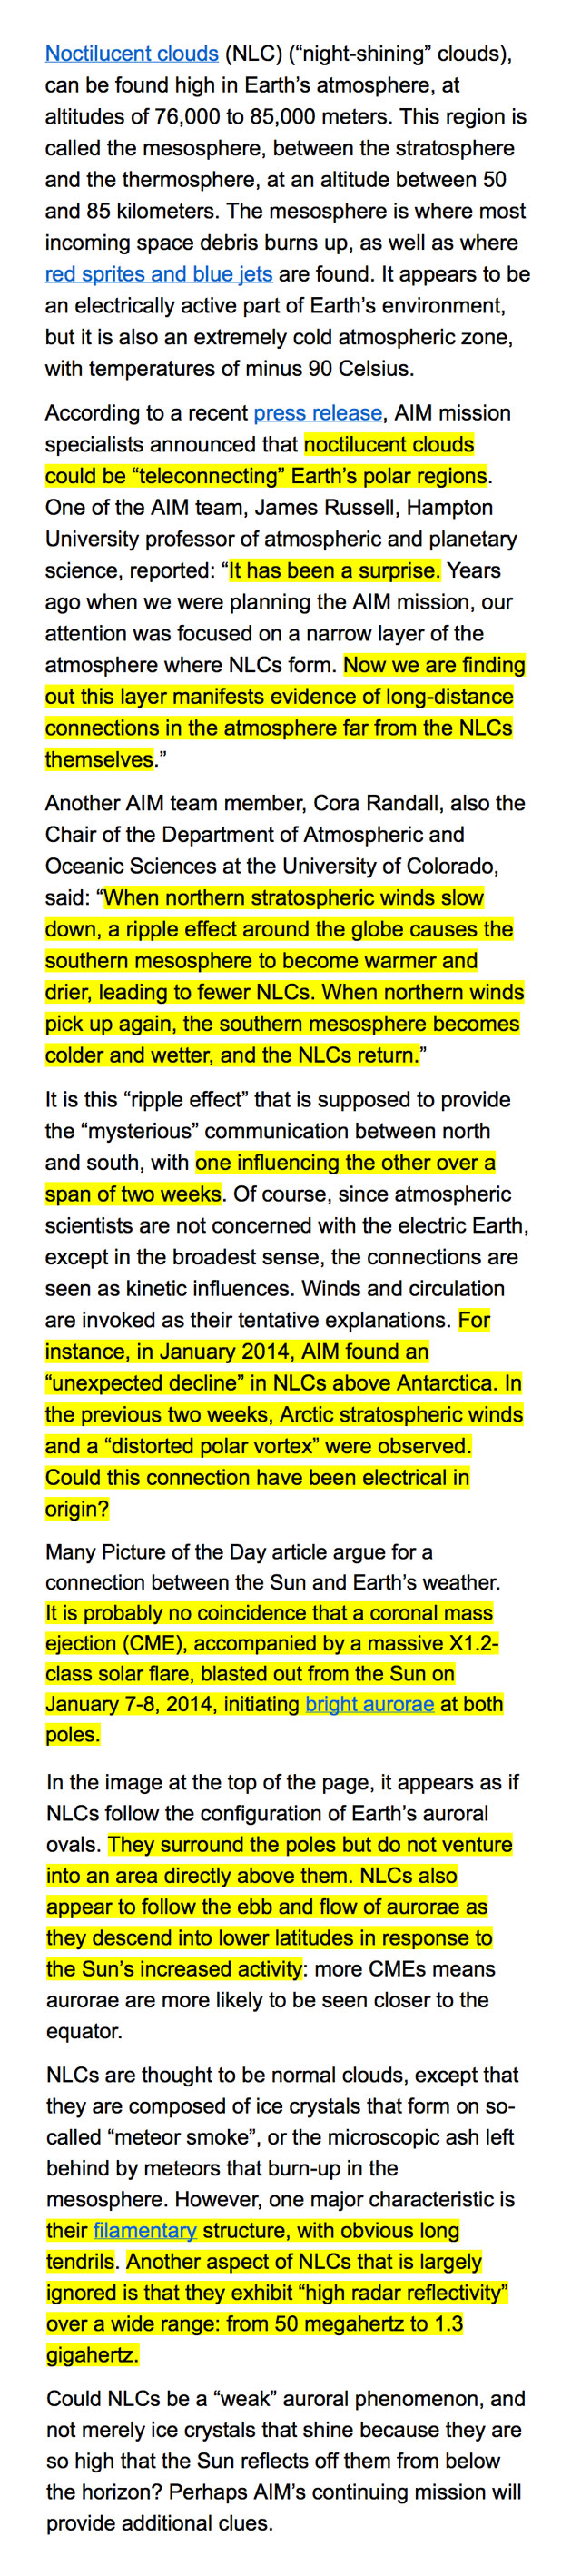 Noctilucent clouds (NLC) (“night-shining” clouds),
can be found high in Earth’s atmosphere, at
altitudes of 76,000 to 85,000 meters. This region is
called the mesosphere, between the stratosphere
and the thermosphere, at an altitude between 50
and 85 kilometers. The mesosphere is where most
incoming space debris burns up, as well as where
red sprites and blue jets are found. It appears to be
an electrically active part of Earth’s environment,
but it is also an extremely cold atmospheric zone,
with temperatures of minus 90 Celsius.
According to a recent press release, AIM mission
specialists announced that noctilucent clouds
could be “teleconnecting” Earth’s polar regions.
One of the AIM team, James Russell, Hampton
University professor of atmospheric and planetary
science, reported: “It has been a surprise. Years
ago when we were planning the AIM mission, our
attention was focused on a narrow layer of the
atmosphere where NLCs form. Now we are finding
out this layer manifests evidence of long-distance
connections in the atmosphere far from the NLCs
themselves.”
Another AIM team member, Cora Randall, also the
Chair of the Department of Atmospheric and
Oceanic Sciences at the University of Colorado,
said: “When northern stratospheric winds slow
down, a ripple effect around the globe causes the
southern mesosphere to become warmer and
drier, leading to fewer NLCs. When northern winds
pick up again, the southern mesosphere becomes
colder and wetter, and the NLCs return.”
It is this “ripple effect” that is supposed to provide
the “mysterious” communication between north
and south, with one influencing the other over a
span of two weeks. Of course, since atmospheric
scientists are not concerned with the electric Earth,
except in the broadest sense, the connections are
seen as kinetic influences. Winds and circulation
are invoked as their tentative explanations. For
instance, in January 2014, AIM found an
“unexpected decline” in NLCs above Antarctica. In
the previous two weeks, Arctic stratospheric winds
and a “distorted polar vortex” were observed.
Could this connection have been electrical in
origin?
Many Picture of the Day article argue for a
connection between the Sun and Earth’s weather.
It is probably no coincidence that a coronal mass
ejection (CME), accompanied by a massive X1.2-
class solar flare, blasted out from the Sun on
January 7-8, 2014, initiating bright aurorae at both
poles.
In the image at the top of the page, it appears as if
NLCs follow the configuration of Earth’s auroral
ovals. They surround the poles but do not venture
into an area directly above them. NLCs also
appear to follow the ebb and flow of aurorae as
they descend into lower latitudes in response to
the Sun’s increased activity: more CMEs means
aurorae are more likely to be seen closer to the
equator.
NLCs are thought to be normal clouds, except that
they are composed of ice crystals that form on so-
called “meteor smoke”, or the microscopic ash left
behind by meteors that burn-up in the
mesosphere. However, one major characteristic is
their filamentary structure, with obvious long
tendrils. Another aspect of NLCs that is largely
ignored is that they exhibit “high radar reflectivity”
over a wide range: from 50 megahertz to 1.3
gigahertz.
Could NLCs be a “weak” auroral phenomenon, and
not merely ice crystals that shine because they are
so high that the Sun reflects off them from below
the horizon? Perhaps AIM’s continuing mission will
provide additional clues.